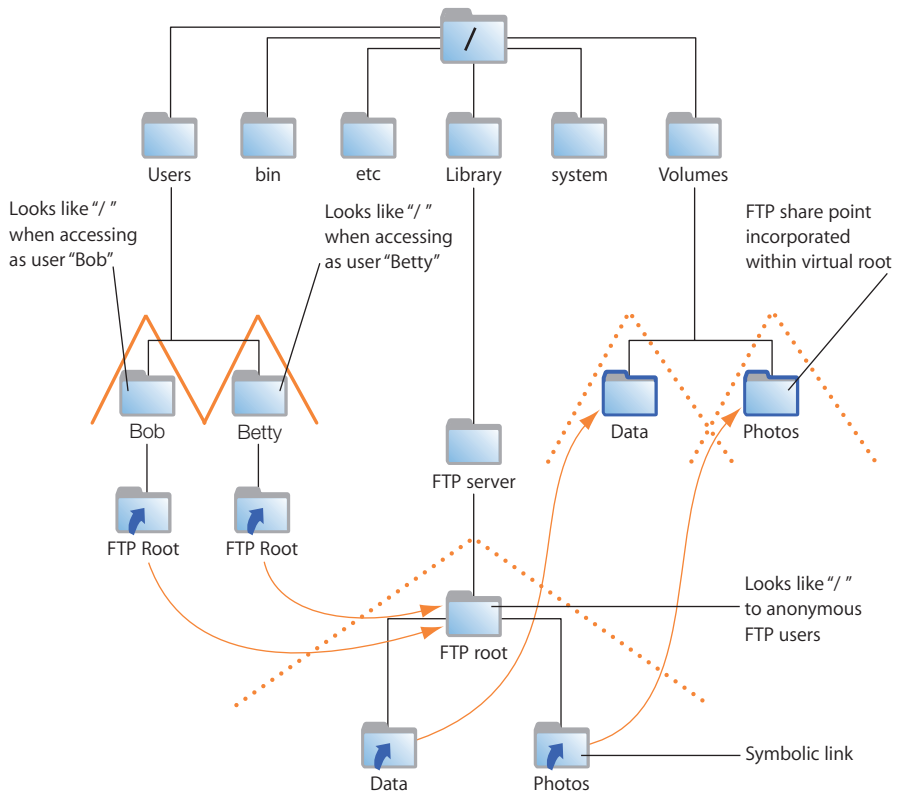 /
Users
bin
etc
Library
system
Volumes
Looks like “/ ”
when accessing
as user “Bob”
Looks like “/ ”
when accessing
as user “Betty”
FTP share point
incorporated
within virtual root
Bob
Betty
Data
Photos
FTP server
FTP Root
FTP Root
Looks like “/ ”
to anonymous
FTP users
FTP root
Data
Photos
Symbolic link